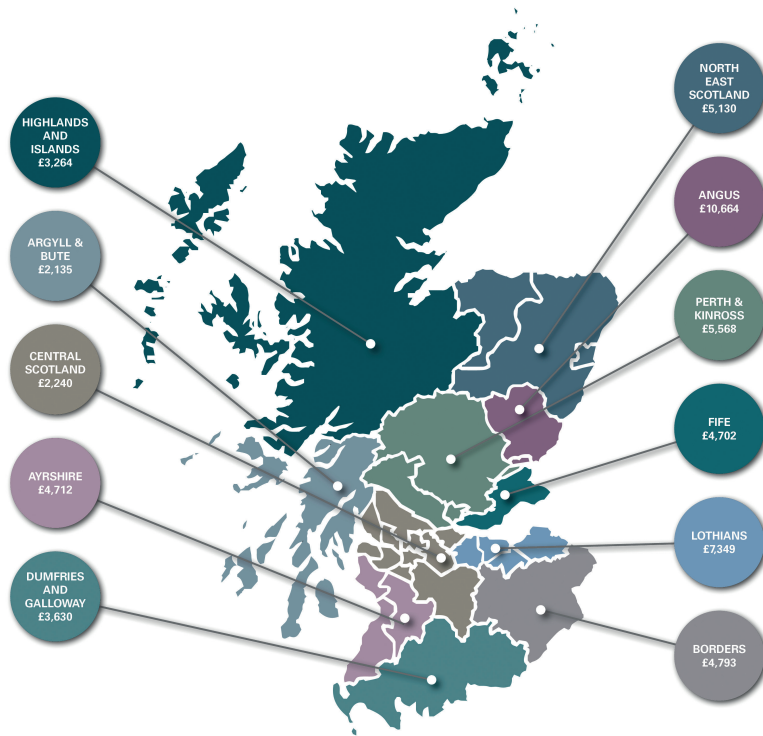 HIGHLANDS
AND
ISLANDS
£3,264
ARGYLL &
BUTE
£2,135
CENTRAL
SCOTLAND
£2,240
AYRSHIRE
£4,712
DUMFRIES
AND
GALLOWAY
£3,630
NORTH
EAST
SCOTLAND
£5,130
ANGUS
£10,664
PERTH &
KINROSS
£5,568
FIFE
£4,702
LOTHIANS
£7,349
BORDERS
£4,793